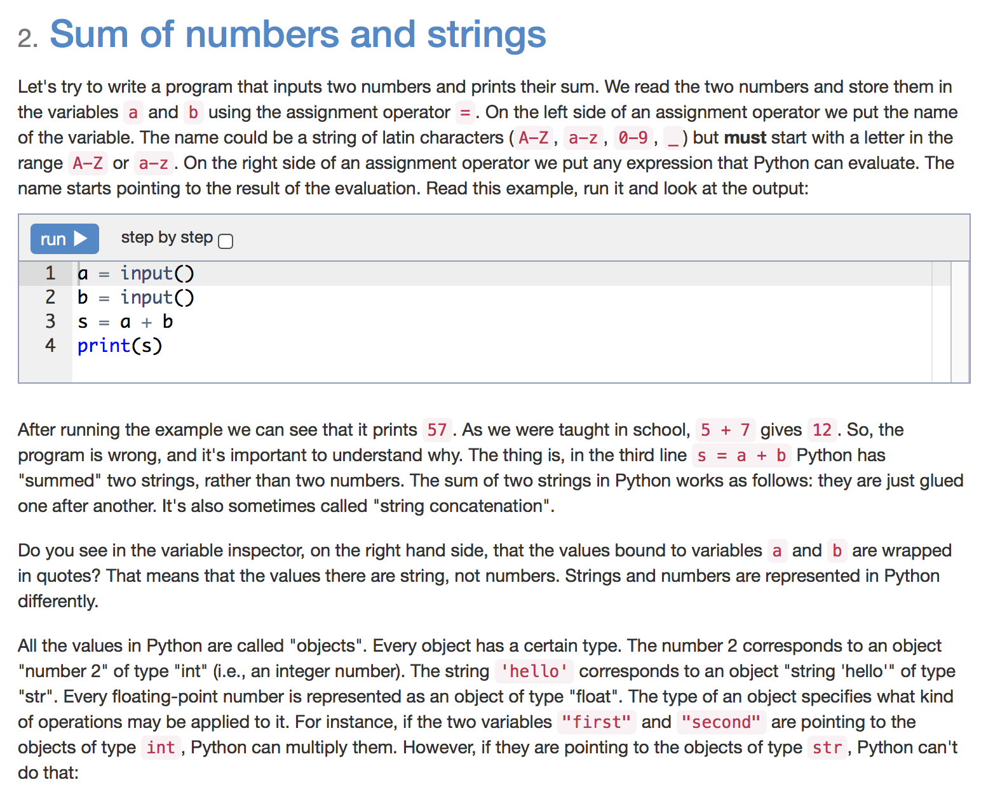 2. Sum of numbers and strings
Let's try to write a program that inputs two numbers and prints their sum. We read the two numbers and store them in
the variables a and b using the assignment operator = . On the left side of an assignment operator we put the name
of the variable. The name could be a string of latin characters ( A-Z , a-z , 0-9 , _ ) but must start with a letter in the
range A-Z or a-z . On the right side of an assignment operator we put any expression that Python can evaluate. The
name starts pointing to the result of the evaluation. Read this example, run it and look at the output:
run step by step
1 a = input()
2 b = input()
3 s = a + b
4 print(s)
After running the example we can see that it prints 57 . As we were taught in school, 5 + 7 gives 12 . So, the
program is wrong, and it's important to understand why. The thing is, in the third line s = a + b Python has
"summed" two strings, rather than two numbers. The sum of two strings in Python works as follows: they are just glued
one after another. It's also sometimes called "string concatenation".
Do you see in the variable inspector, on the right hand side, that the values bound to variables a and b are wrapped
in quotes? That means that the values there are string, not numbers. Strings and numbers are represented in Python
differently.
All the values in Python are called "objects". Every object has a certain type. The number 2 corresponds to an object
"number 2" of type "int" (i.e., an integer number). The string 'hello' corresponds to an object "string 'hello'" of type
"str". Every floating-point number is represented as an object of type "float". The type of an object specifies what kind
of operations may be applied to it. For instance, if the two variables "first" and "second" are pointing to the
objects of type int , Python can multiply them. However, if they are pointing to the objects of type str , Python can't
do that: